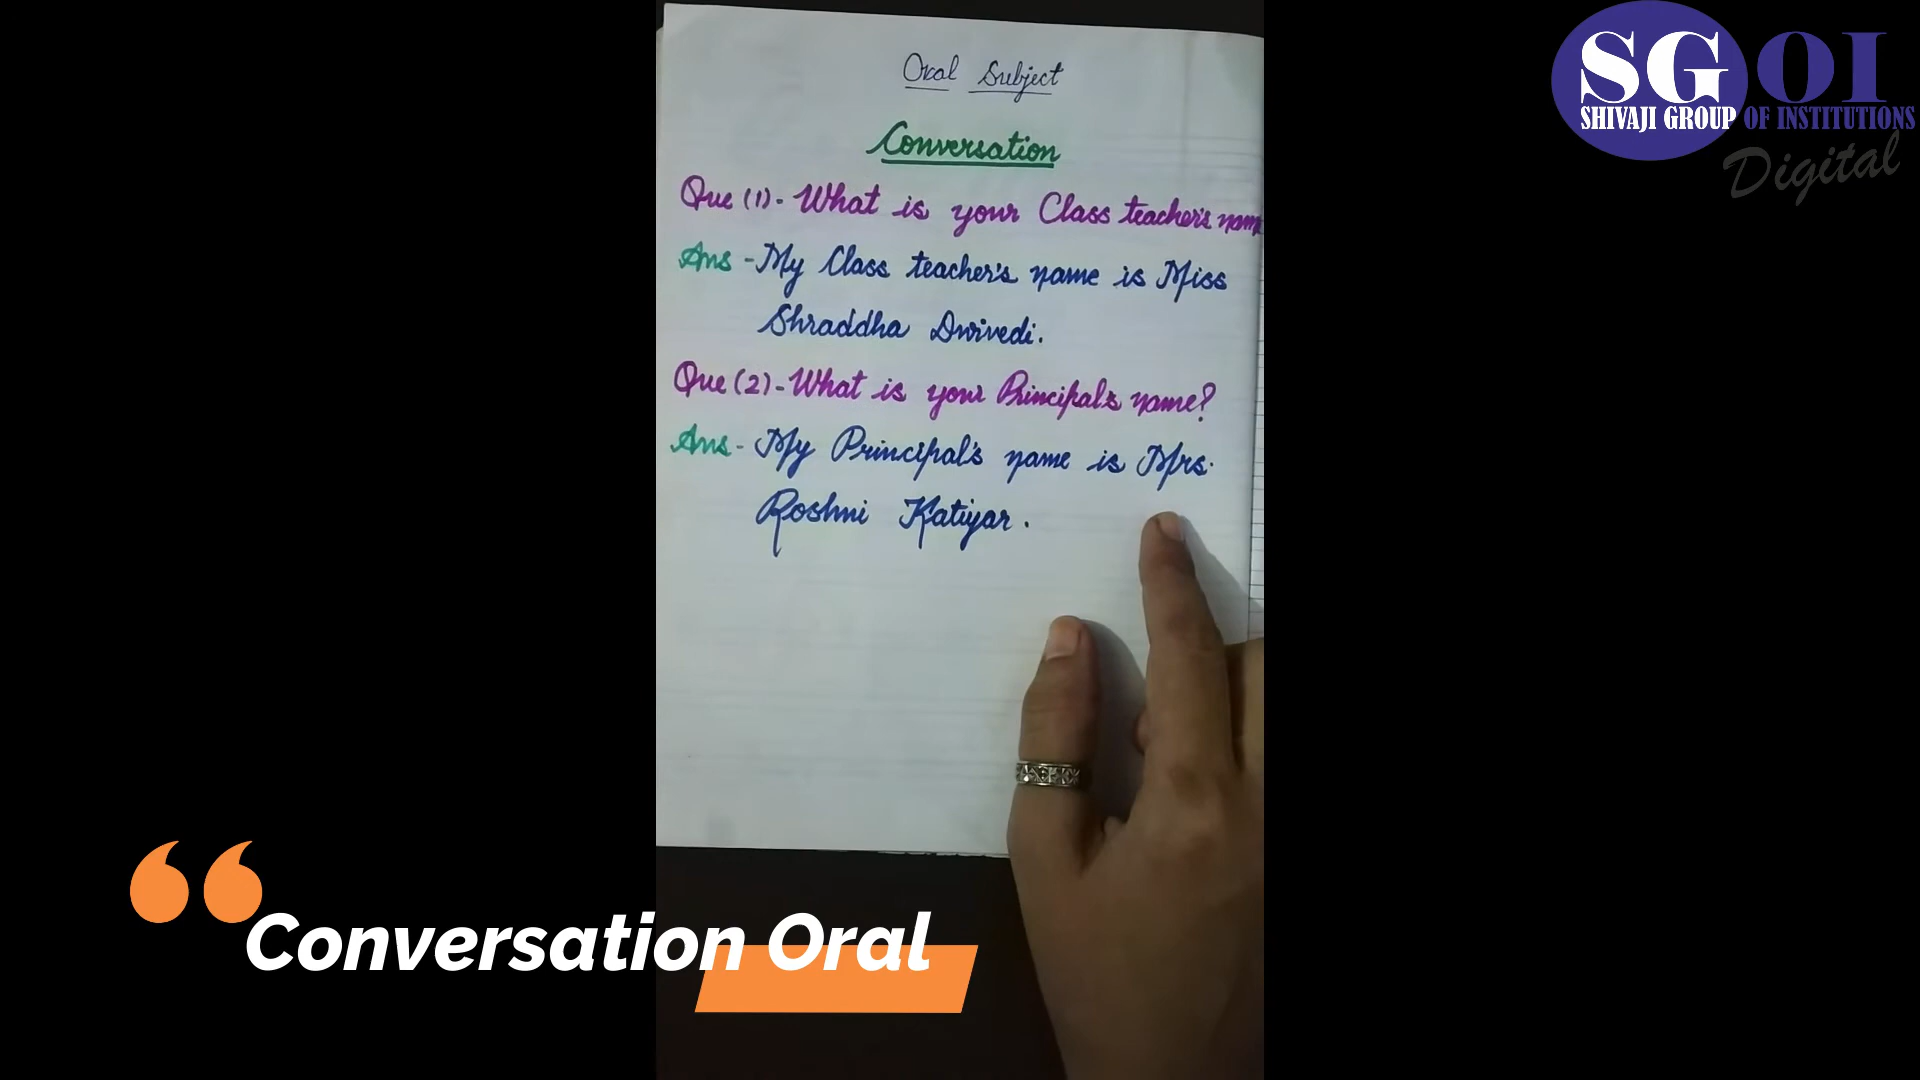 Oral Subject
Conversation
Que (1)- What is your Class teacher's name
Ans - My Class teacher's name is Miss
Shraddha Dwivedi.
Que (2)- What is your Principal's name?
Ans - My Principal's name is Mrs.
Roshni Katiyar.
SGOI
SHIVAJI GROUP OF INSTITUTIONS
Digital
Conversation Oral